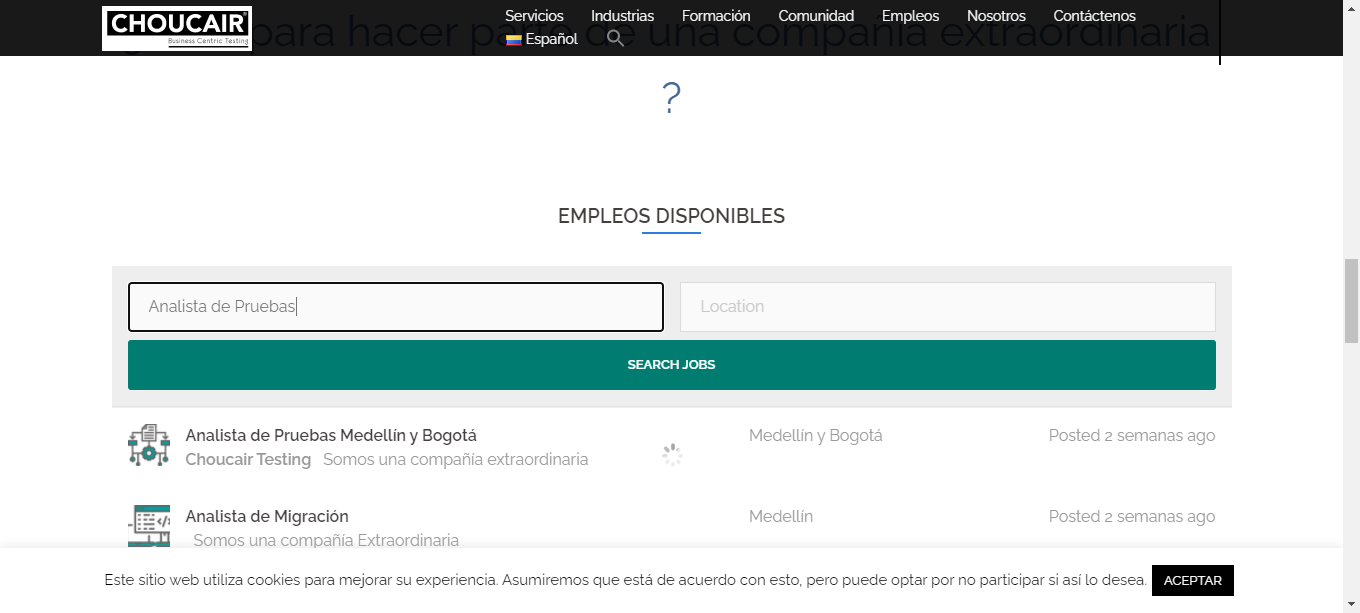 CHOUCAIR
Business Centric Testing
Servicios Industrias Formación Comunidad Empleos Nosotros Contáctenos
Español
para hacer parte de una compañía extraordinaria
?
EMPLEOS DISPONIBLES
Analista de Pruebas
Location
SEARCH JOBS
Analista de Pruebas Medellín y Bogotá Medellín y Bogotá Posted 2 semanas ago
Choucair Testing Somos una compañía extraordinaria
Analista de Migración Medellín Posted 2 semanas ago
Somos una compañía Extraordinaria
Este sitio web utiliza cookies para mejorar su experiencia. Asumiremos que está de acuerdo con esto, pero puede optar por no participar si así lo desea. ACEPTAR